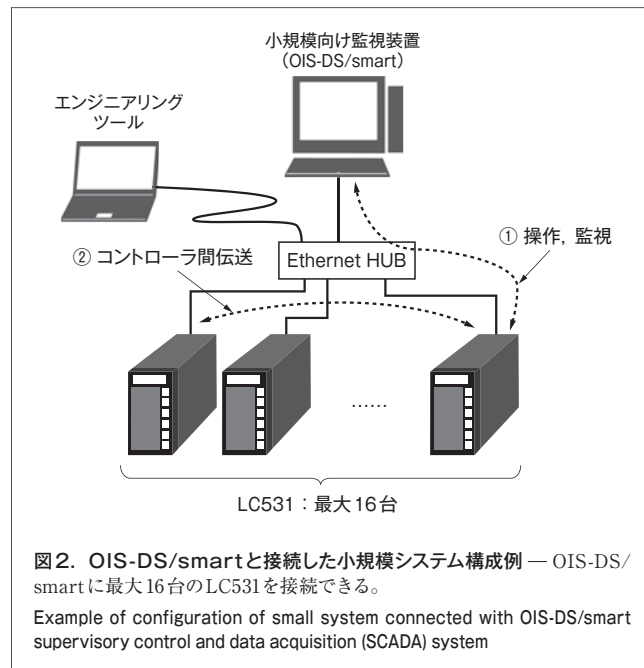 小規模向け監視装置
（OIS-DS/smart）
エンジニアリング
ツール
① 操作，監視
② コントローラ間伝送
Ethernet HUB
……
LC531：最大16台
図2．OIS-DS/smartと接続した小規模システム構成例 — OIS-DS/
smartに最大16台のLC531を接続できる。
Example of configuration of small system connected with OIS-DS/smart
supervisory control and data acquisition (SCADA) system